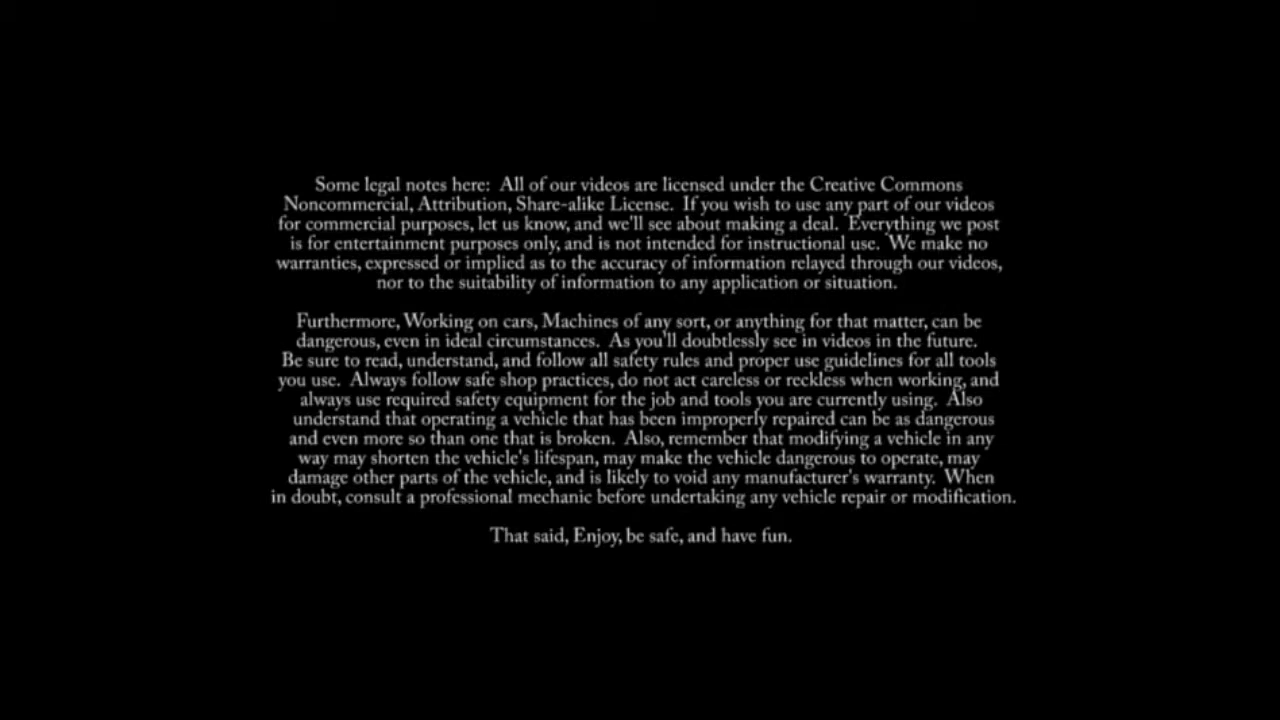 Some legal notes here:  All of our videos are licensed under the Creative Commons
Noncommercial, Attribution, Share-alike License.  If you wish to use any part of our videos
for commercial purposes, let us know, and we'll see about making a deal.  Everything we post
is for entertainment purposes only, and is not intended for instructional use.  We make no
warranties, expressed or implied as to the accuracy of information relayed through our videos,
nor to the suitability of information to any application or situation.
Furthermore, Working on cars, Machines of any sort, or anything for that matter, can be
dangerous, even in ideal circumstances.  As you'll doubtlessly see in videos in the future.
Be sure to read, understand, and follow all safety rules and proper use guidelines for all tools
you use.  Always follow safe shop practices, do not act careless or reckless when working, and
always use required safety equipment for the job and tools you are currently using.  Also
understand that operating a vehicle that has been improperly repaired can be as dangerous
and even more so than one that is broken.  Also, remember that modifying a vehicle in any
way may shorten the vehicle's lifespan, may make the vehicle dangerous to operate, may
damage other parts of the vehicle, and is likely to void any manufacturer's warranty.  When
in doubt, consult a professional mechanic before undertaking any vehicle repair or modification.
That said, Enjoy, be safe, and have fun.